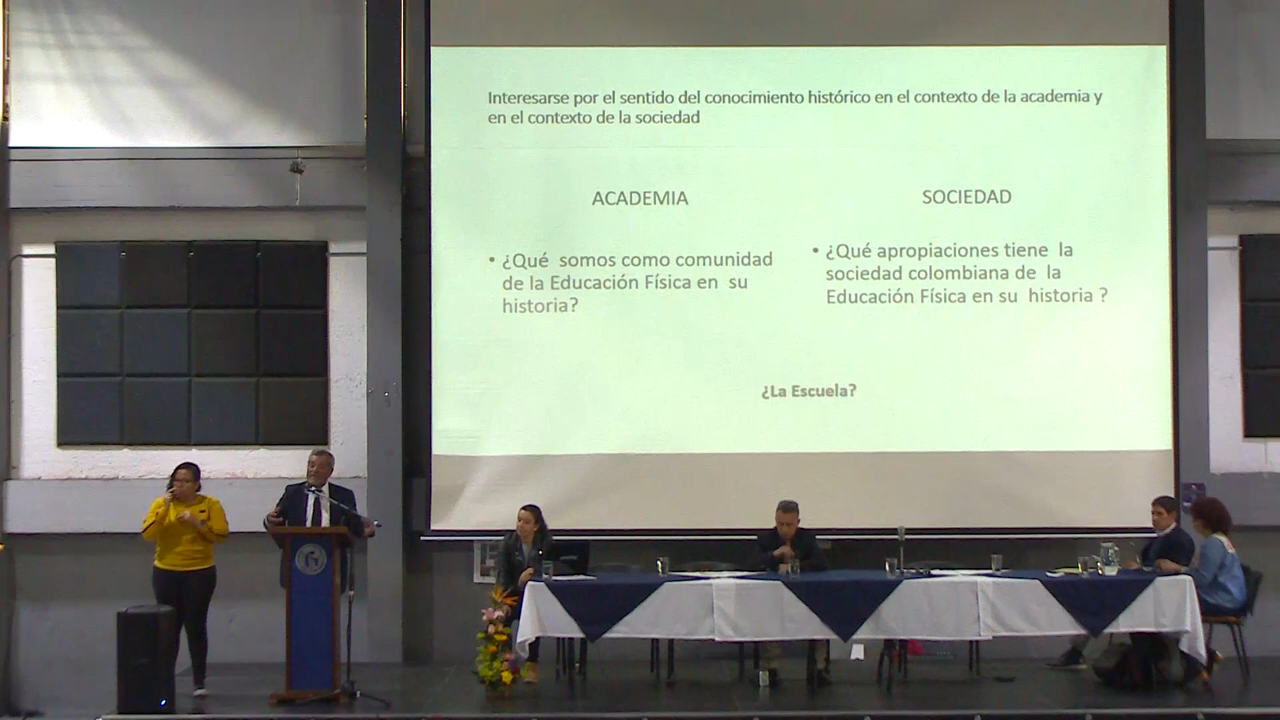 Interesarse por el sentido del conocimiento histórico en el contexto de la academia y
en el contexto de la sociedad
ACADEMIA
• ¿Qué somos como comunidad
de la Educación Física en su
historia?
SOCIEDAD
• ¿Qué apropiaciones tiene la
sociedad colombiana de la
Educación Física en su historia ?
¿La Escuela?